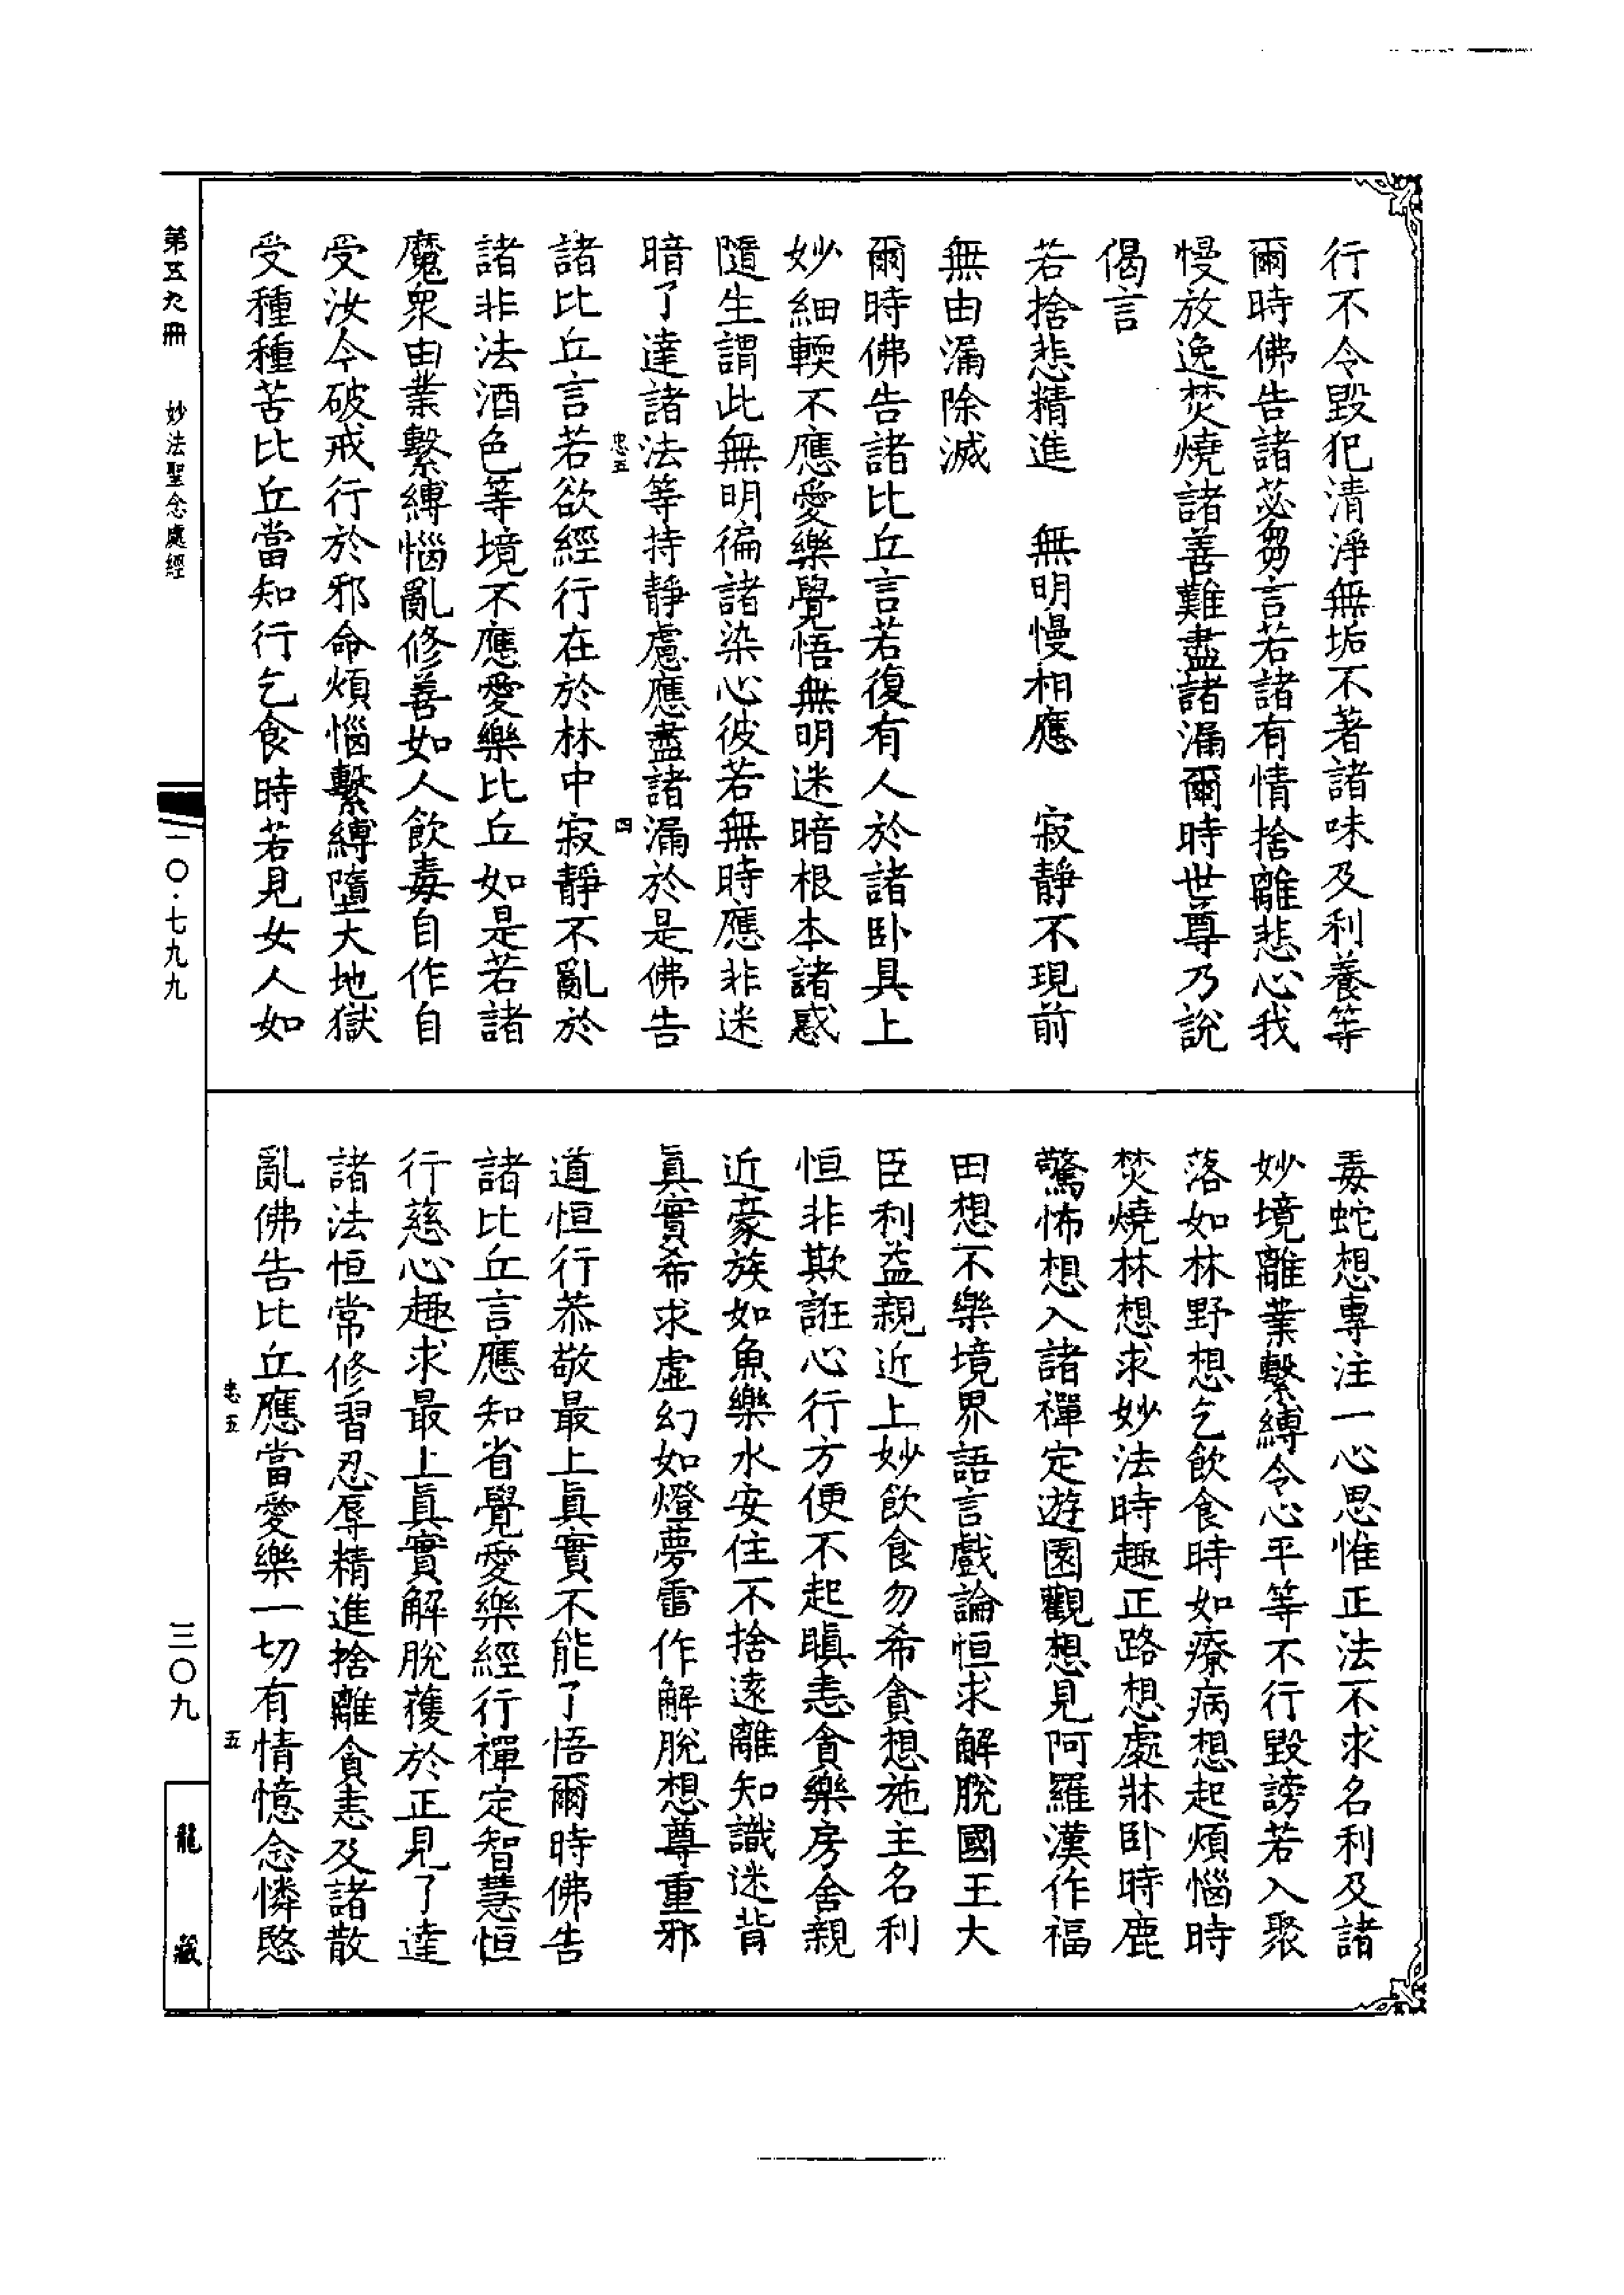 行不令毀犯清淨無垢不著諸味及利養等
爾時佛告諸苾芻言若諸有情捨離悲心我
慢放逸焚燒諸善難盡諸漏爾時世尊乃說
偈言
若捨悲精進　無明慢相應　寂靜不現前
無由漏除滅
爾時佛告諸比丘言若復有人於諸卧具上
妙細輭不應愛樂覺悟無明迷暗根本諸惑
隨生謂此無明徧諸染心彼若無時應非迷
暗了達諸法等持靜慮應盡諸漏於是佛告
忠五　四
諸比丘言若欲經行在於林中寂靜不亂於
諸非法酒色等境不應愛樂比丘如是若諸
魔眾由業繫縛惱亂修善如人飲毒自作自
受汝今破戒行於邪命煩惱繫縛墮大地獄
受種種苦比丘當知行乞食時若見女人如
毒蛇想專注一心思惟正法不求名利及諸
妙境離業繫縛令心平等不行毀謗若入聚
落如林野想乞飲食時如療病想起煩惱時
焚燒林想求妙法時趣正路想處牀卧時鹿
驚怖想入諸禪定遊園觀想見阿羅漢作福
田想不樂境界語言戲論恒求解脫國王大
臣利益親近上妙飲食勿希貪想施主名利
恒非欺誑心行方便不起瞋恚貪樂房舍親
近豪族如魚樂水安住不捨遠離知識迷背
眞實希求虛幻如燈夢雷作解脫想尊重邪
道恒行恭敬最上眞實不能了悟爾時佛告
諸比丘言應知省覺愛樂經行禪定智慧恒
行慈心趣求最上眞實解脫獲於正見了達
諸法恒常修習忍辱精進捨離貪恚及諸散
亂佛告比丘應當愛樂一切有情憶念憐愍
忠五　五
第五九冊　妙法聖念處經
一〇·七九九
三〇九
龍藏